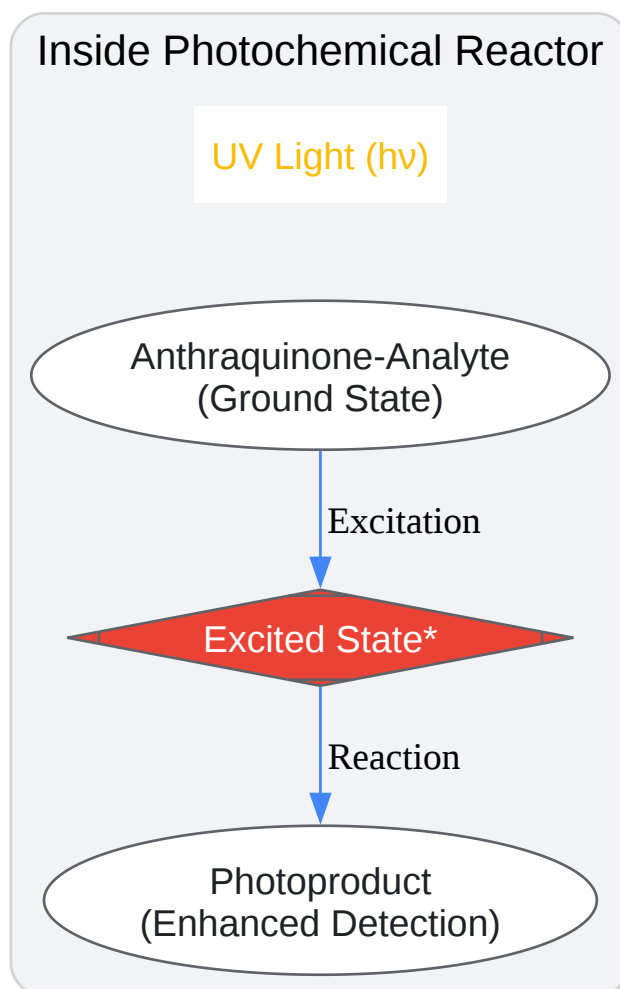 Inside Photochemical Reactor
UV Light (hν)
Anthraquinone-Analyte
(Ground State)
Excitation
Excited State*
Reaction
Photoproduct
(Enhanced Detection)